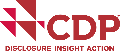 CDP
DISCLOSURE INSIGHT ACTION